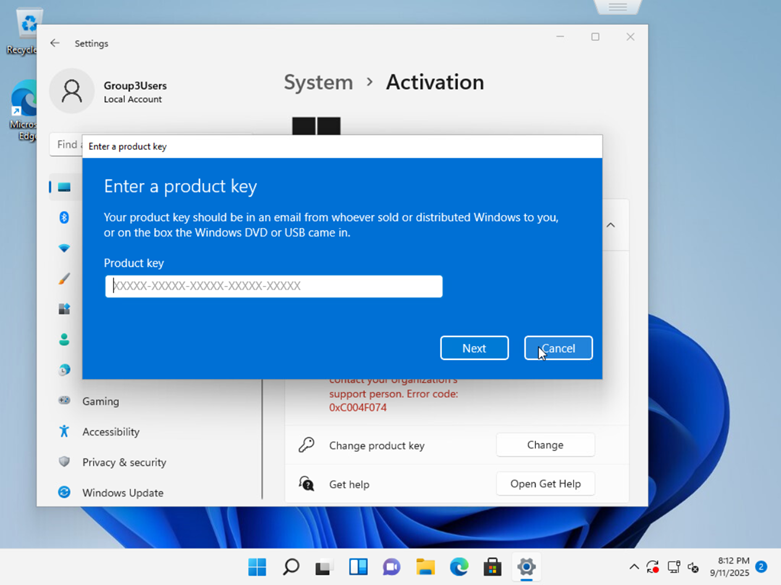 Recycle
Settings
Group3Users
Local Account
System > Activation
Micros
Edg
Find a
Enter a product key
Enter a product key
Your product key should be in an email from whoever sold or distributed Windows to you,
or on the box the Windows DVD or USB came in.
Product key
XXXXX-XXXXX-XXXXX-XXXXX-XXXXX
Next
Cancel
contact your organization's
support person. Error code:
0xC004F074
Gaming
Accessibility
Privacy & security
Windows Update
Change product key
Change
Get help
Open Get Help
8:12 PM
9/11/2025
2